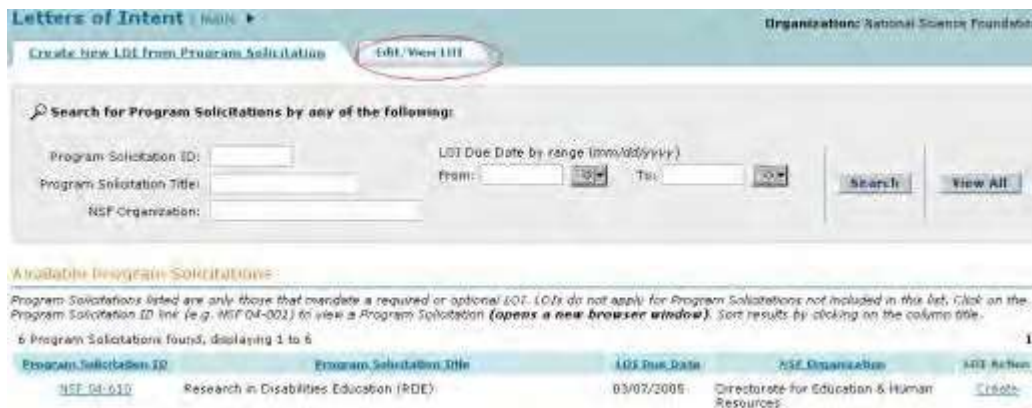 Letters of Intent | MAIN ▶
Organization: National Science Foundatio
Create New LOI from Program Solicitation
Edit/View LOI
Search for Program Solicitations by any of the following:
Program Solicitation ID:
LOI Due Date by range (mm/dd/yyyy)
Program Solicitation Title:
From:
To:
Search
View All
NSF Organization:
Available Program Solicitations
Program Solicitations listed are only those that mandate a required or optional LOI. LOIs do not apply for Program Solicitations not included in this list. Click on the
Program Solicitation ID link (e.g. NSF 04-001) to view a Program Solicitation (opens a new browser window). Sort results by clicking on the column title.
6 Program Solicitations found, displaying 1 to 6
1
Program Solicitation ID
Program Solicitation Title
LOI Due Date
NSF Organization
LOI Action
NSF 04-610
Research in Disabilities Education (RDE)
03/07/2005
Directorate for Education & Human
Resources
Create